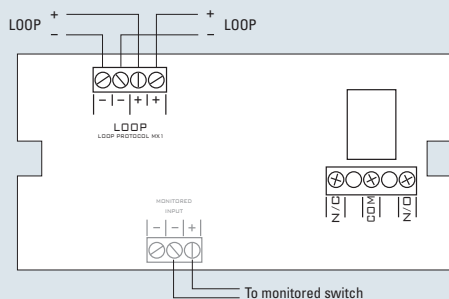 LOOP + + LOOP
− −
− − + +
LOOP
LOOP PROTOCOL MX1
N/C COM N/O
MONITORED
INPUT
− − +
To monitored switch